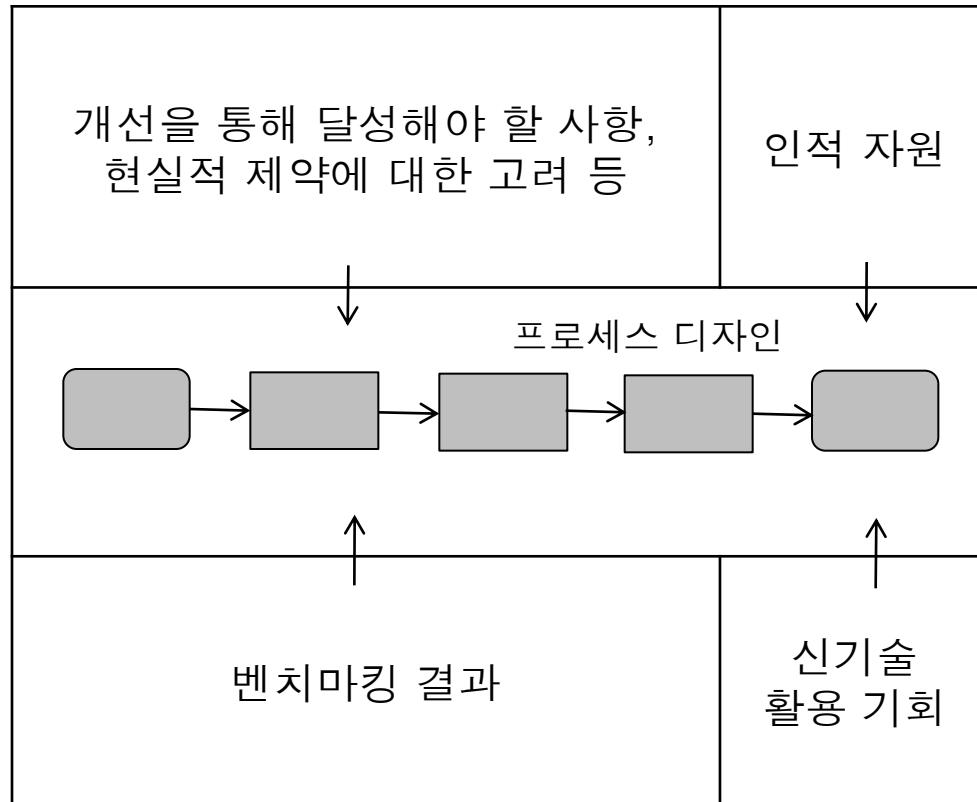 개선을 통해 달성해야 할 사항,
현실적 제약에 대한 고려 등
인적 자원
프로세스 디자인
벤치마킹 결과
신기술
활용 기회